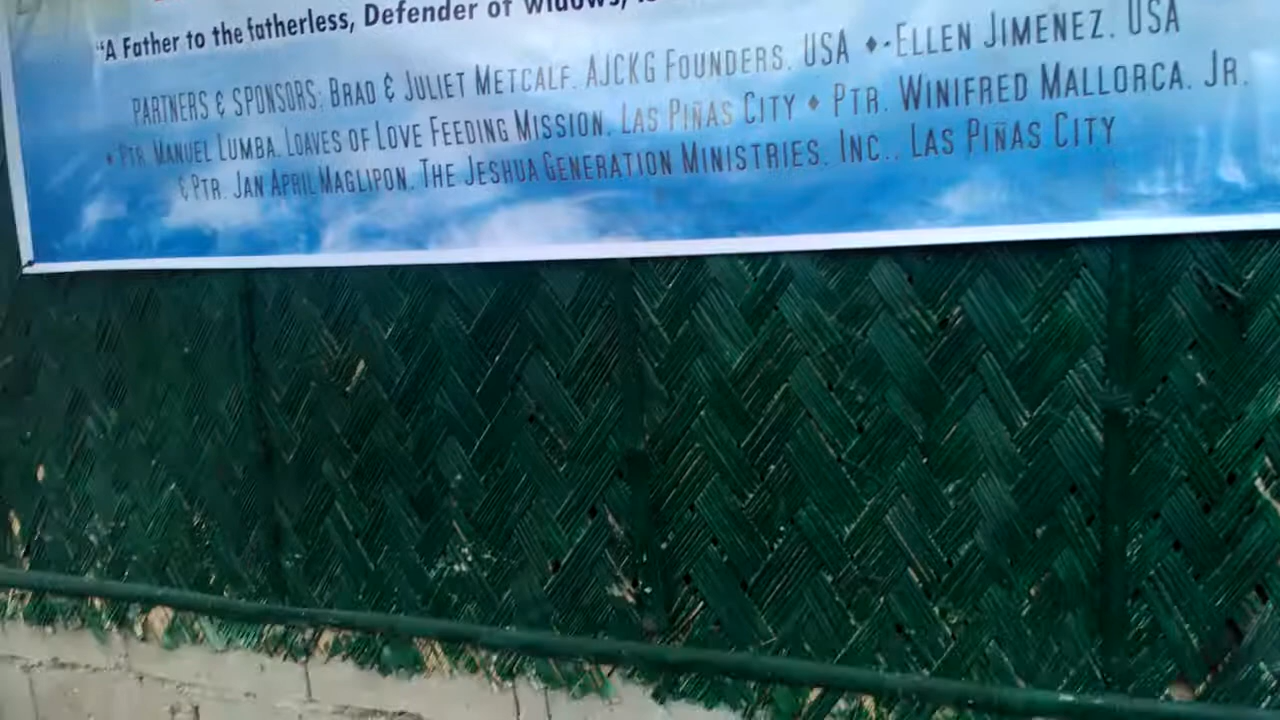 "A Father to the fatherless, Defender of Widows,
PARTNERS & SPONSORS: BRAD & JULIET METCALF, AJCKG FOUNDERS, USA ♦-ELLEN JIMENEZ, USA
♦ PTR. MANUEL LUMBA, LOAVES OF LOVE FEEDING MISSION, LAS PIÑAS CITY ♦ PTR. WINIFRED MALLORCA, JR.
& PTR. JAN APRIL MAGLIPON, THE JESHUA GENERATION MINISTRIES, INC., LAS PIÑAS CITY